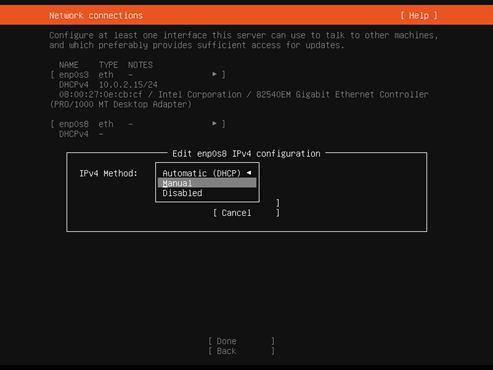 Network connections [ Help ]
Configure at least one interface this server can use to talk to other machines,
and which preferably provides sufficient access for updates.
NAME TYPE NOTES
[ enp0s3 eth - ▸ ]
DHCPv4 10.0.2.15/24
08:00:27:0e:cb:cf / Intel Corporation / 82540EM Gigabit Ethernet Controller
(PRO/1000 MT Desktop Adapter)
[ enp0s8 eth - ▸ ]
DHCPv4 -
Edit enp0s8 IPv4 configuration
IPv4 Method: Automatic (DHCP) ◂
Manual
Disabled
]
[ Cancel ]
[ Done ]
[ Back ]